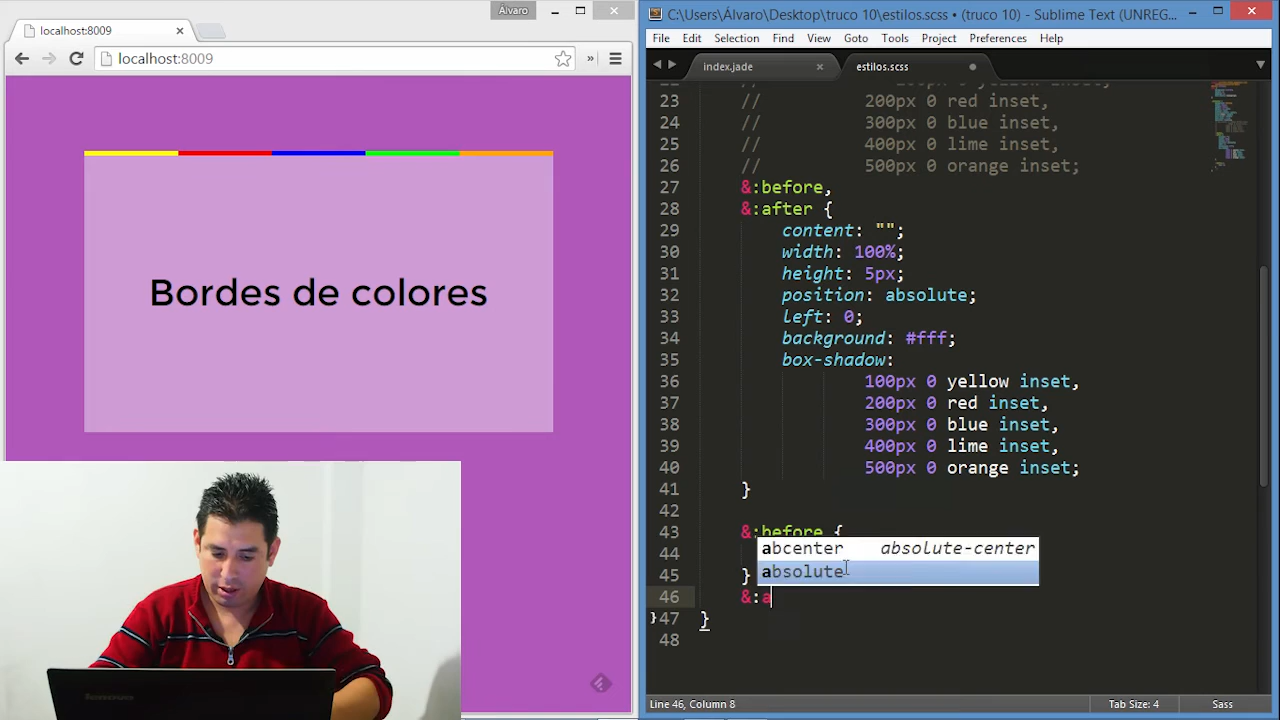 Álvaro
localhost:8009
localhost:8009
Bordes de colores
C:\Users\Álvaro\Desktop\truco 10\estilos.scss • (truco 10) - Sublime Text (UNREG...
File Edit Selection Find View Goto Tools Project Preferences Help
index.jade
estilos.scss
23 // 200px 0 red inset,
24 // 300px 0 blue inset,
25 // 400px 0 lime inset,
26 // 500px 0 orange inset;
27 &:before,
28 &:after {
29 content: "";
30 width: 100%;
31 height: 5px;
32 position: absolute;
33 left: 0;
34 background: #fff;
35 box-shadow:
36 100px 0 yellow inset,
37 200px 0 red inset,
38 300px 0 blue inset,
39 400px 0 lime inset,
40 500px 0 orange inset;
41 }
42
43 &:before {
44
abcenter absolute-center
absolute
45 }
46 &:a
47 }
48
Line 46, Column 8
Tab Size: 4
Sass